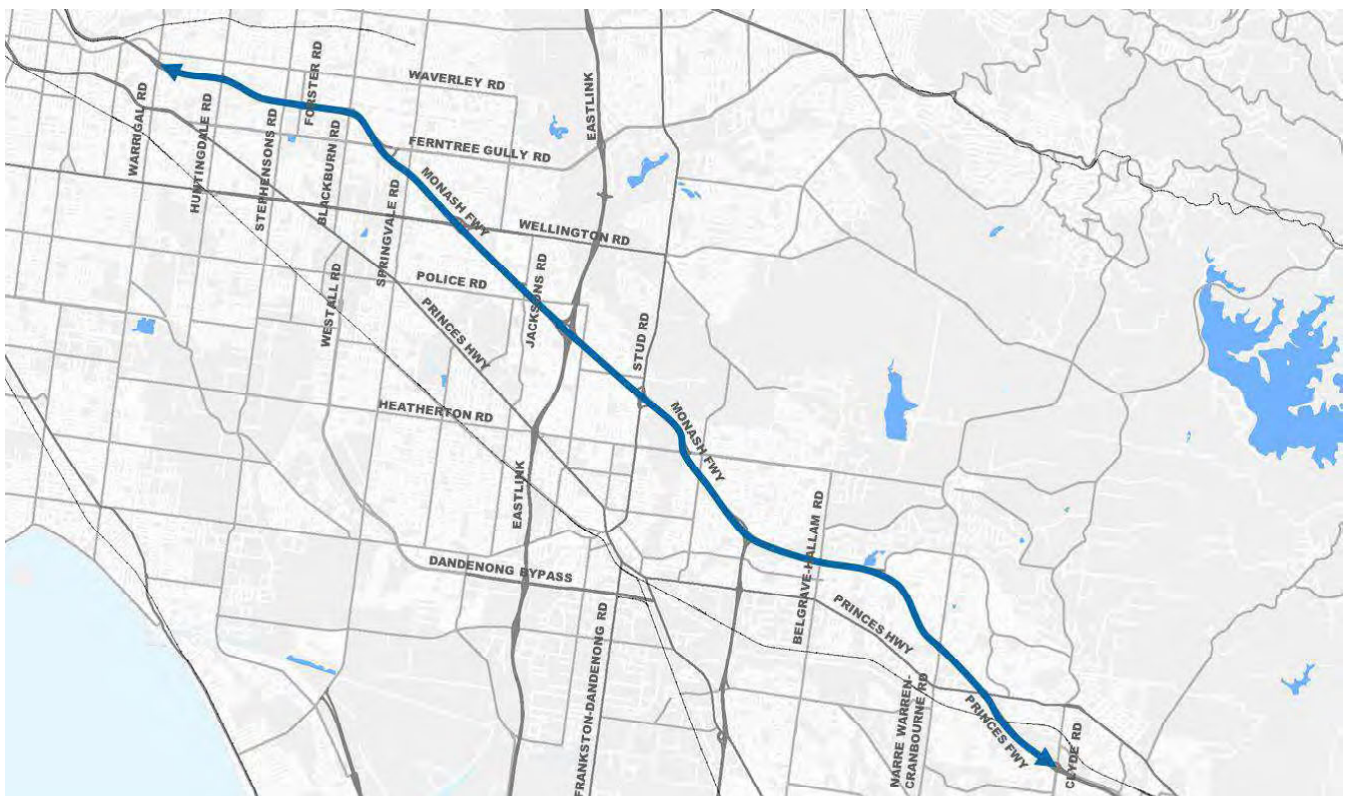 FORSTER RD
WAVERLEY RD
EASTLINK
WARRIGAL RD
HUNTINGDALE RD
STEPHENSONS RD
BLACKBURN RD
FERNTREE GULLY RD
SPRINGVALE RD
MONASH FWY
WELLINGTON RD
WESTALL RD
POLICE RD
JACKSONS RD
PRINCES HWY
STUD RD
HEATHERTON RD
MONASH FWY
EASTLINK
BELGRAVE-HALLAM RD
DANDENONG BYPASS
FRANKSTON-DANDENONG RD
PRINCES HWY
NARRE WARREN-
CRANBOURNE RD
PRINCES FWY
CLYDE RD